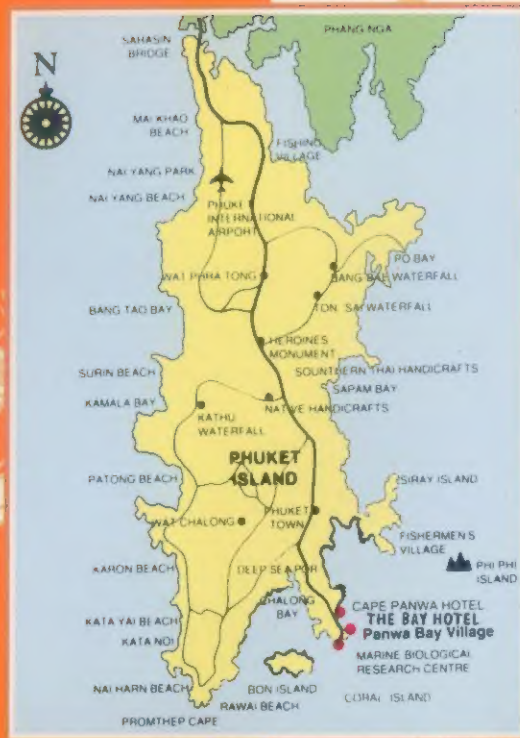 SAHASIN
BRIDGE
PHANG NGA
N
MAI KHAO
BEACH
FISHING
VILLAGE
NAI YANG PARK
NAI YANG BEACH
PHUKET
INTERNATIONAL
AIRPORT
PO BAY
WAT PHRA TONG
BANG BAE WATERFALL
TON SAI WATERFALL
BANG TAO BAY
HEROINES
MONUMENT
SURIN BEACH
SOUNTHERN THAI HANDICRAFTS
SAPAM BAY
KAMALA BAY
NATIVE HANDICRAFTS
KATHU
WATERFALL
PHUKET
ISLAND
PATONG BEACH
SIRAY ISLAND
WAT CHALONG
PHUKET
TOWN
FISHERMEN'S
VILLAGE
PHI PHI
ISLAND
KARON BEACH
DEEP SEA POR
CHALONG
BAY
CAPE PANWA HOTEL
THE BAY HOTEL
Panwa Bay Village
KATA YAI BEACH
KATA NOI
MARINE BIOLOGICAL
RESEARCH CENTRE
NAI HARN BEACH
BON ISLAND
CORAL ISLAND
RAWAI BEACH
PROMTHEP CAPE